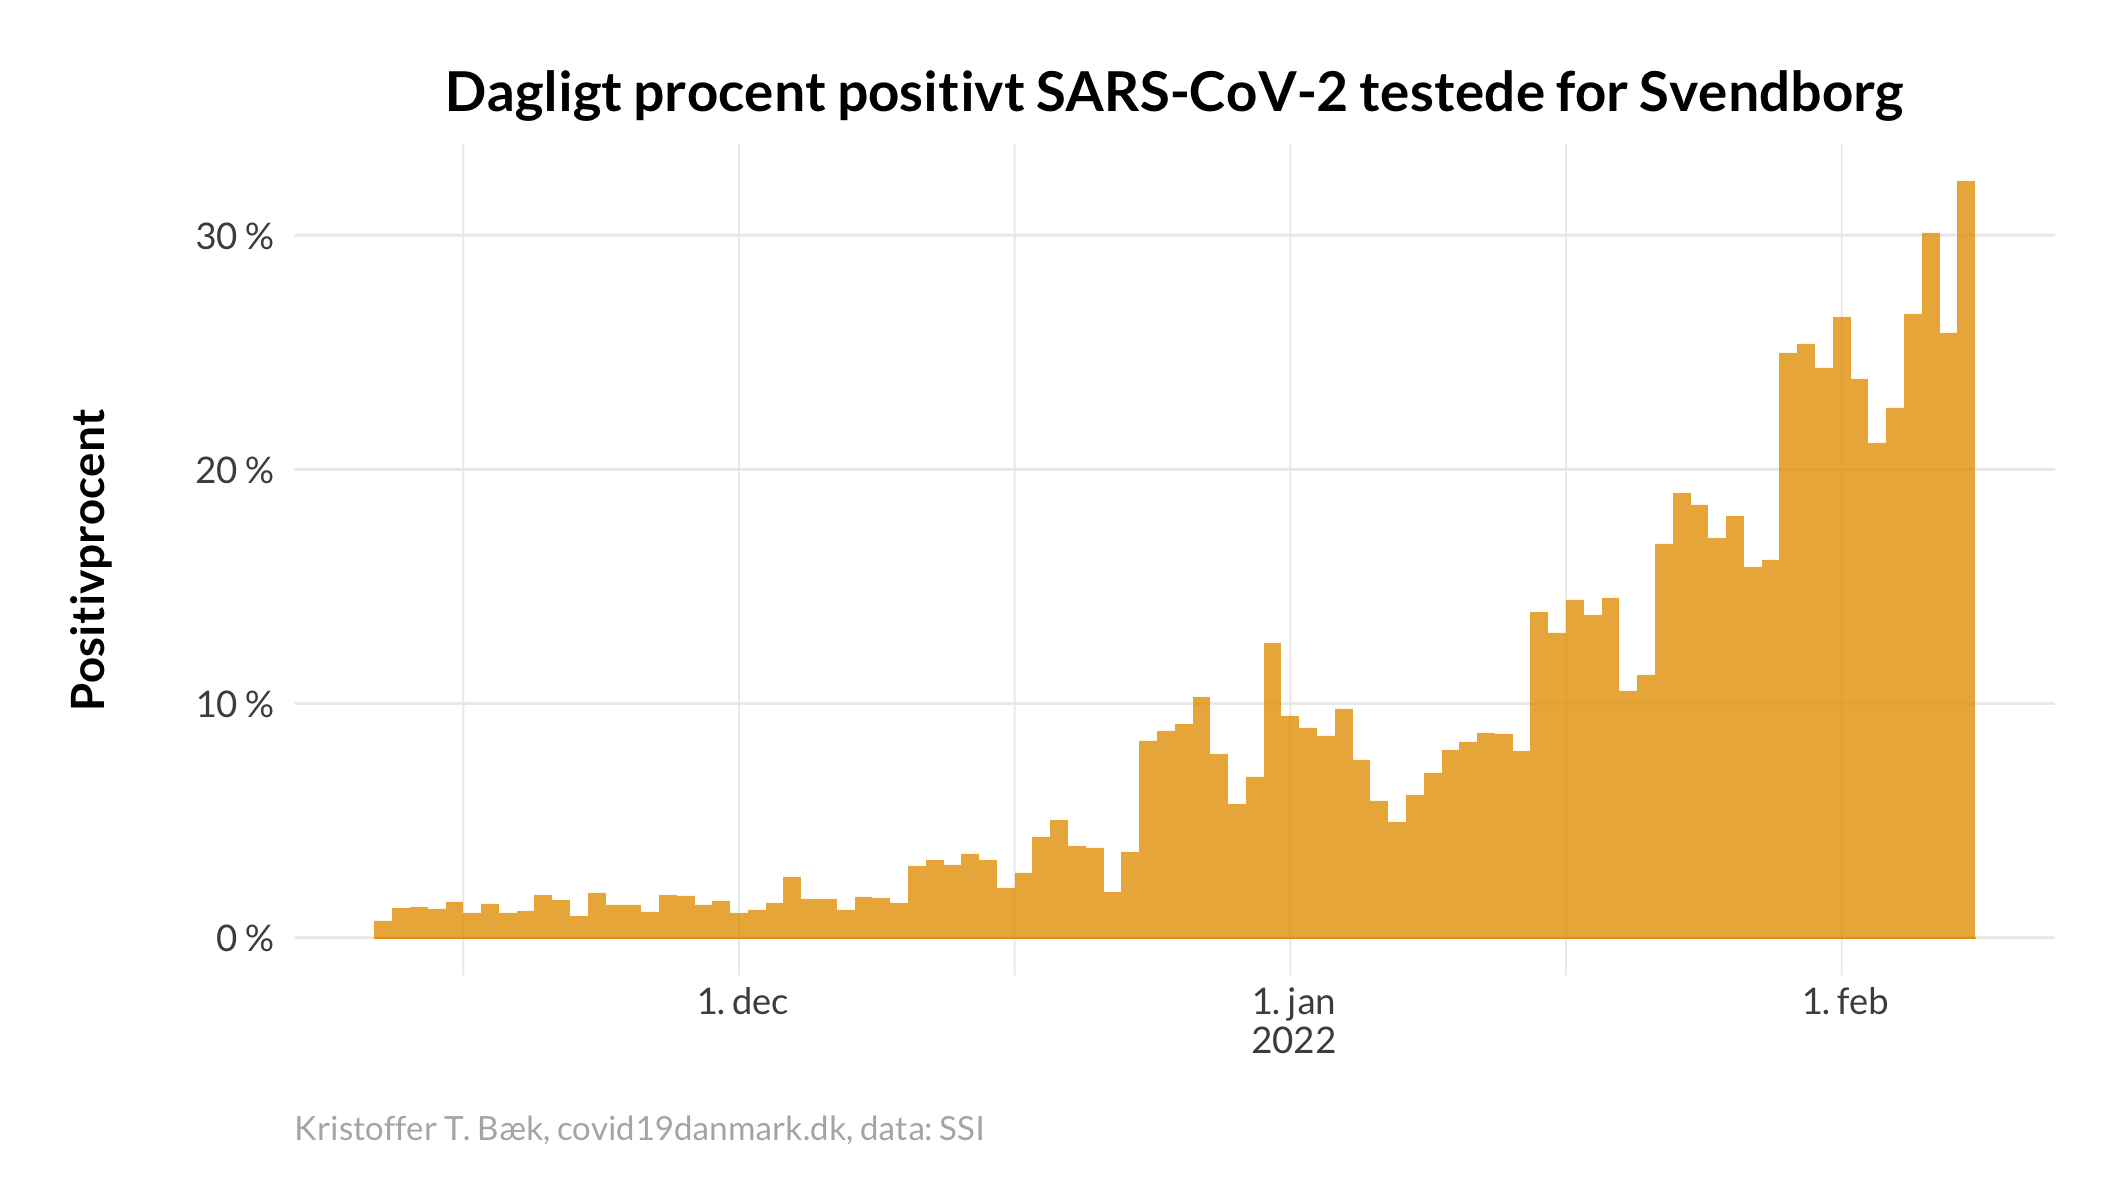 Dagligt procent positivt SARS-CoV-2 testede for Svendborg
Positivprocent
30 %
20 %
10 %
0 %
1. dec
1. jan
2022
1. feb
Kristoffer T. Bæk, covid19danmark.dk, data: SSI